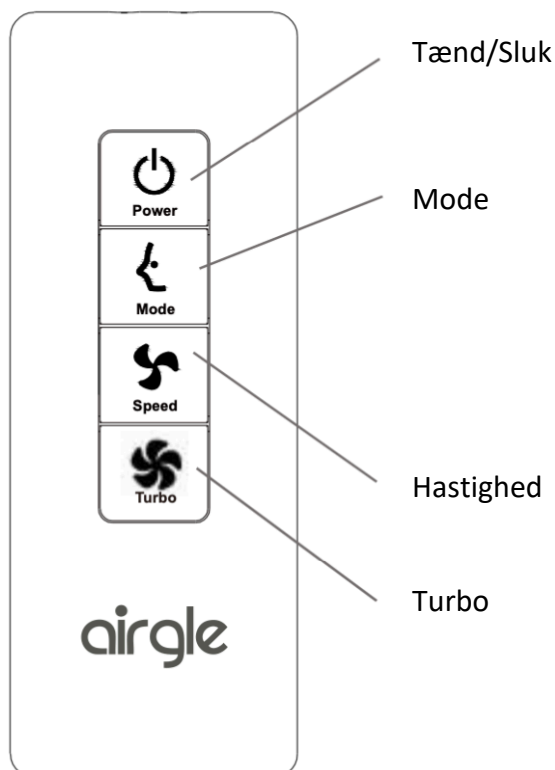 Tænd/Sluk
Power
Mode
Mode
Speed
Hastighed
Turbo
Turbo
airgle